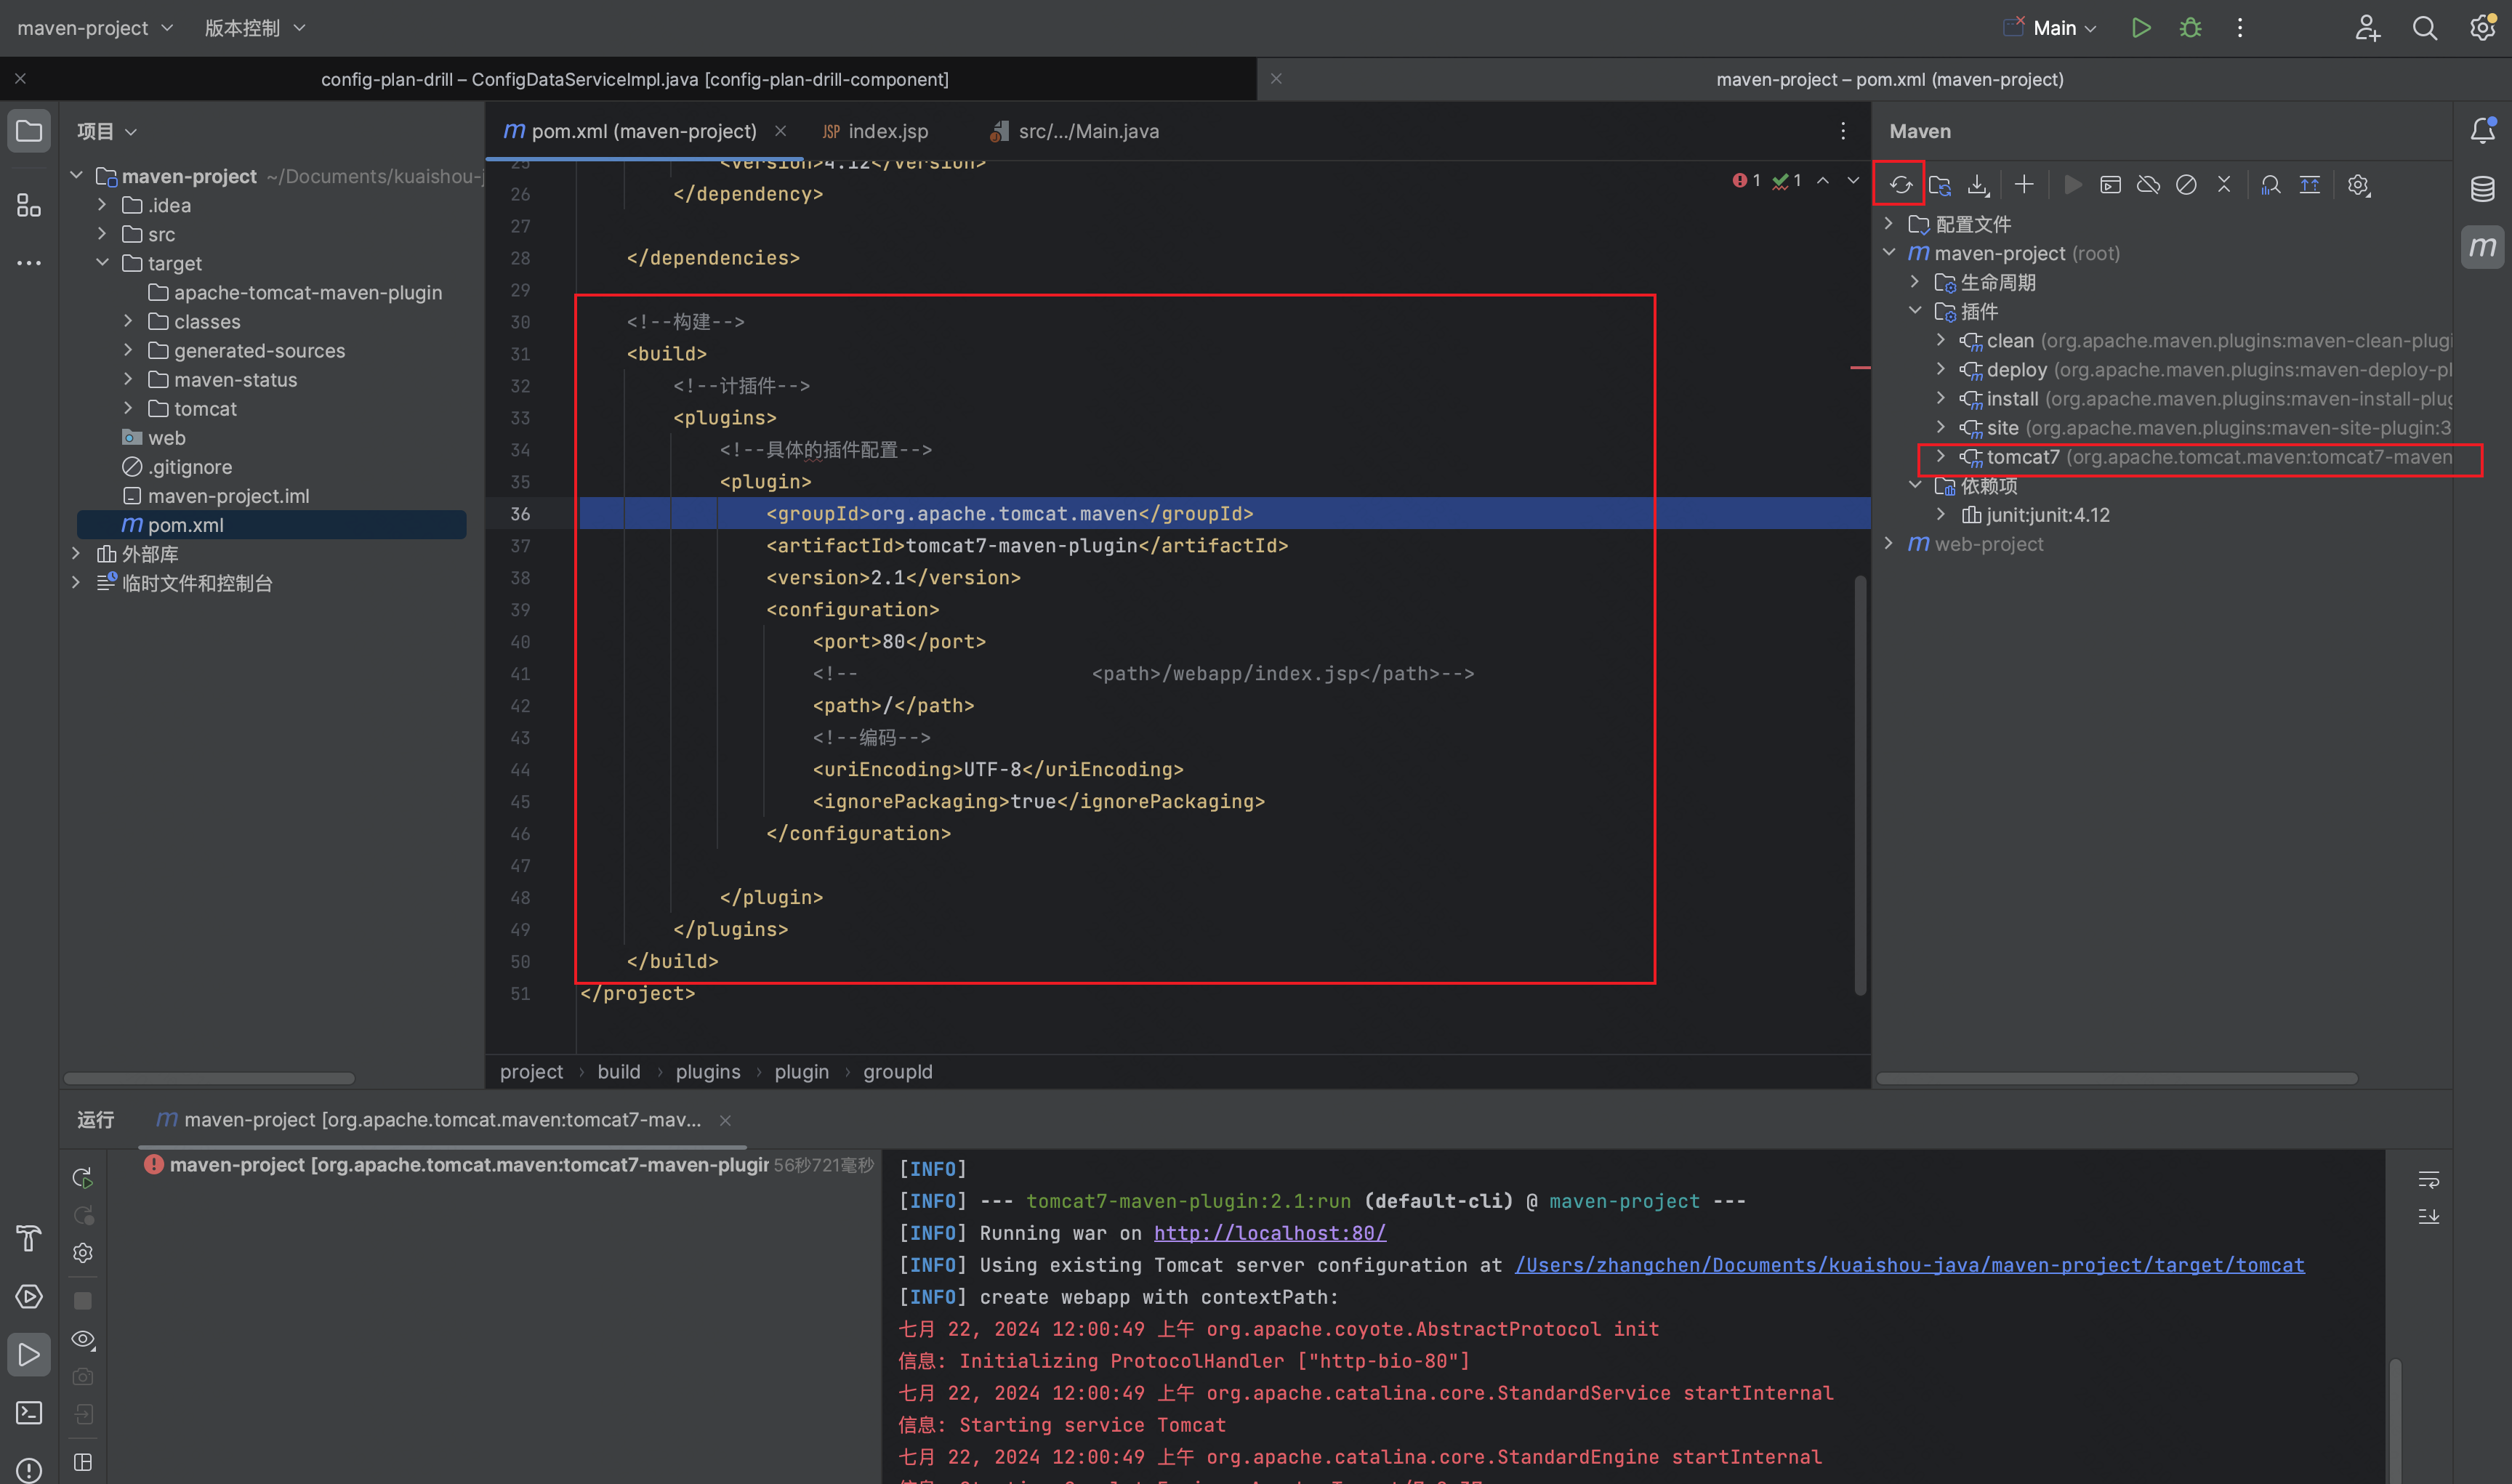 maven-project
版本控制
Main
config-plan-drill – ConfigDataServiceImpl.java [config-plan-drill-component]
maven-project – pom.xml (maven-project)
项目
maven-project ~/Documents/kuaishou-j
.idea
src
target
apache-tomcat-maven-plugin
classes
generated-sources
maven-status
tomcat
web
.gitignore
maven-project.iml
pom.xml
外部库
临时文件和控制台
pom.xml (maven-project)
JSP index.jsp
src/.../Main.java
1 1
25 <version>4.12</version>
26 </dependency>
27
28 </dependencies>
29
30 <!--构建-->
31 <build>
32 <!--计插件-->
33 <plugins>
34 <!--具体的插件配置-->
35 <plugin>
36 <groupId>org.apache.tomcat.maven</groupId>
37 <artifactId>tomcat7-maven-plugin</artifactId>
38 <version>2.1</version>
39 <configuration>
40 <port>80</port>
41 <!-- <path>/webapp/index.jsp</path>-->
42 <path>/</path>
43 <!--编码-->
44 <uriEncoding>UTF-8</uriEncoding>
45 <ignorePackaging>true</ignorePackaging>
46 </configuration>
47
48 </plugin>
49 </plugins>
50 </build>
51 </project>
project › build › plugins › plugin › groupId
Maven
配置文件
m maven-project (root)
生命周期
插件
clean (org.apache.maven.plugins:maven-clean-plugi
deploy (org.apache.maven.plugins:maven-deploy-pl
install (org.apache.maven.plugins:maven-install-plug
site (org.apache.maven.plugins:maven-site-plugin:3
tomcat7 (org.apache.tomcat.maven:tomcat7-maven
依赖项
junit:junit:4.12
m web-project
m
运行
m maven-project [org.apache.tomcat.maven:tomcat7-mav...
maven-project [org.apache.tomcat.maven:tomcat7-maven-plugin 56秒721毫秒
[INFO]
[INFO] --- tomcat7-maven-plugin:2.1:run (default-cli) @ maven-project ---
[INFO] Running war on http://localhost:80/
[INFO] Using existing Tomcat server configuration at /Users/zhangchen/Documents/kuaishou-java/maven-project/target/tomcat
[INFO] create webapp with contextPath:
七月 22, 2024 12:00:49 上午 org.apache.coyote.AbstractProtocol init
信息: Initializing ProtocolHandler ["http-bio-80"]
七月 22, 2024 12:00:49 上午 org.apache.catalina.core.StandardService startInternal
信息: Starting service Tomcat
七月 22, 2024 12:00:49 上午 org.apache.catalina.core.StandardEngine startInternal